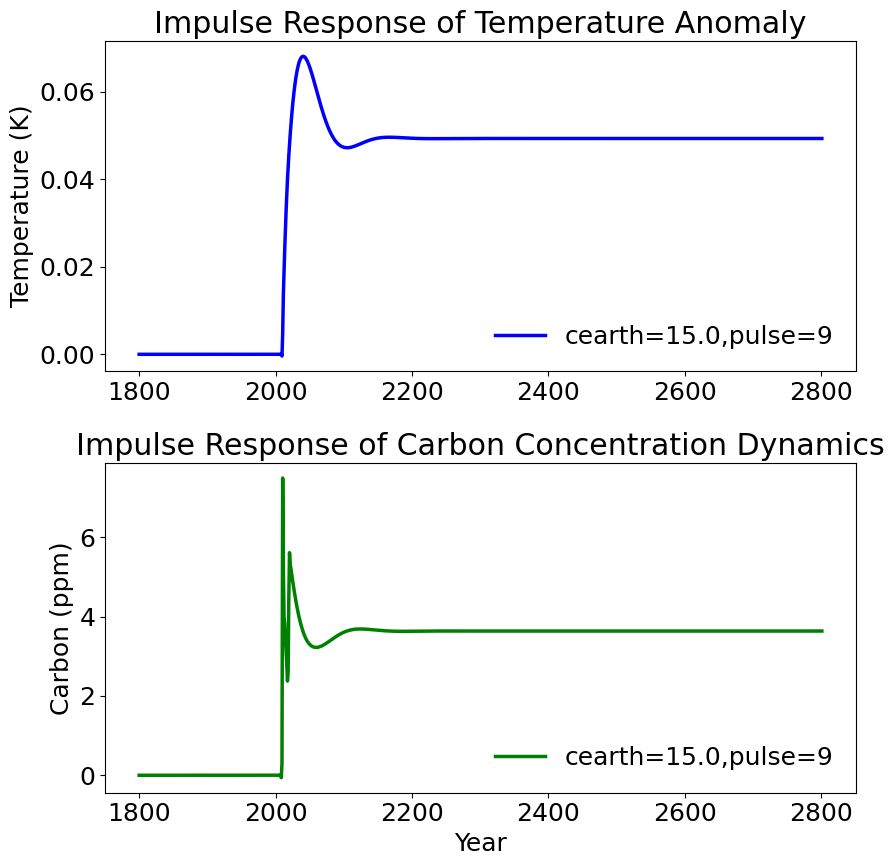 Impulse Response of Temperature Anomaly
Temperature (K)
0.06
0.04
0.02
0.00
cearth=15.0,pulse=9
1800 2000 2200 2400 2600 2800
Impulse Response of Carbon Concentration Dynamics
Carbon (ppm)
6
4
2
0
cearth=15.0,pulse=9
1800 2000 2200 2400 2600 2800
Year